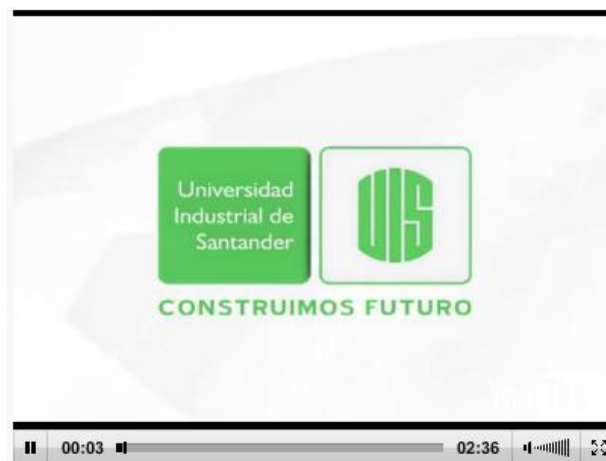 Universidad
Industrial de
Santander
UIS
CONSTRUIMOS FUTURO
00:03
02:36